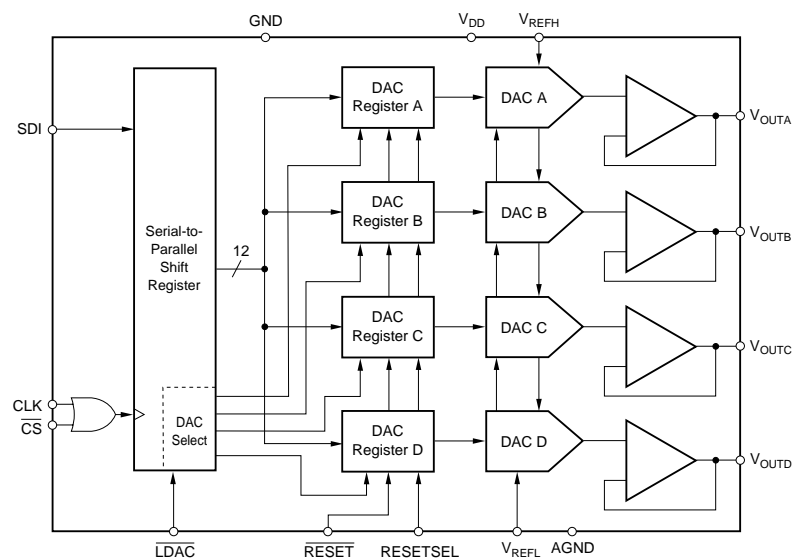 GND
VDD
VREFH
DAC
Register A
DAC A
SDI
VOUTA
DAC
Register B
DAC B
VOUTB
Serial-to-
Parallel
Shift
Register
12
DAC
Register C
DAC C
VOUTC
CLK
CS
DAC
Select
DAC
Register D
DAC D
VOUTD
LDAC
RESET
RESETSEL
VREFL
AGND